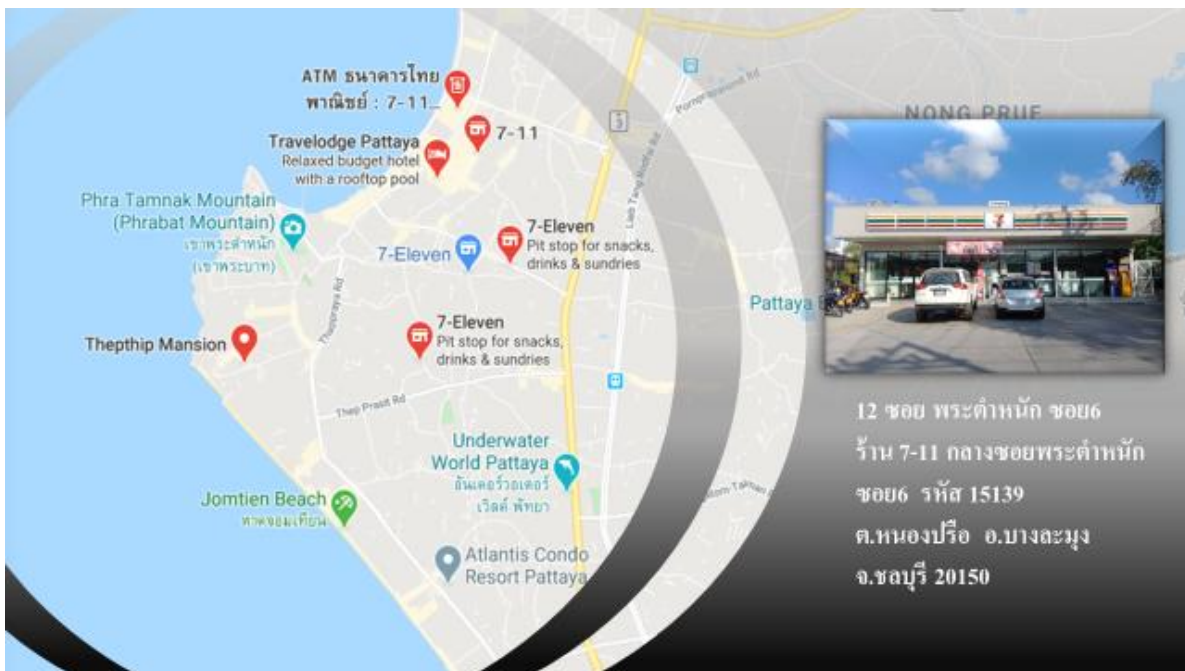 ATM ธนาคารไทย
พาณิชย์ : 7-11...
7-11
Travelodge Pattaya
Relaxed budget hotel
with a rooftop pool
Phra Tamnak Mountain
(Phrabat Mountain)
เขาพระตำหนัก
(เขาพระบาท)
7-Eleven
7-Eleven
Pit stop for snacks,
drinks & sundries
Thepthip Mansion
7-Eleven
Pit stop for snacks,
drinks & sundries
Thepprasit Rd
Thep Prasit Rd
Underwater
World Pattaya
อันเดอร์วอเตอร์
เวิลด์ พัทยา
Jomtien Beach
หาดจอมเทียน
Atlantis Condo
Resort Pattaya
3
NONG PRUE
Pattaya
12 ซอย พระตำหนัก ซอย6
ร้าน 7-11 กลางซอยพระตำหนัก
ซอย6 รหัส 15139
ต.หนองปรือ อ.บางละมุง
จ.ชลบุรี 20150